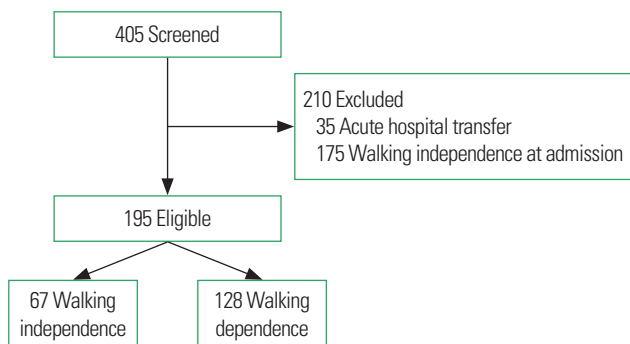 405 Screened
210 Excluded
35 Acute hospital transfer
175 Walking independence at admission
195 Eligible
67 Walking
independence
128 Walking
dependence